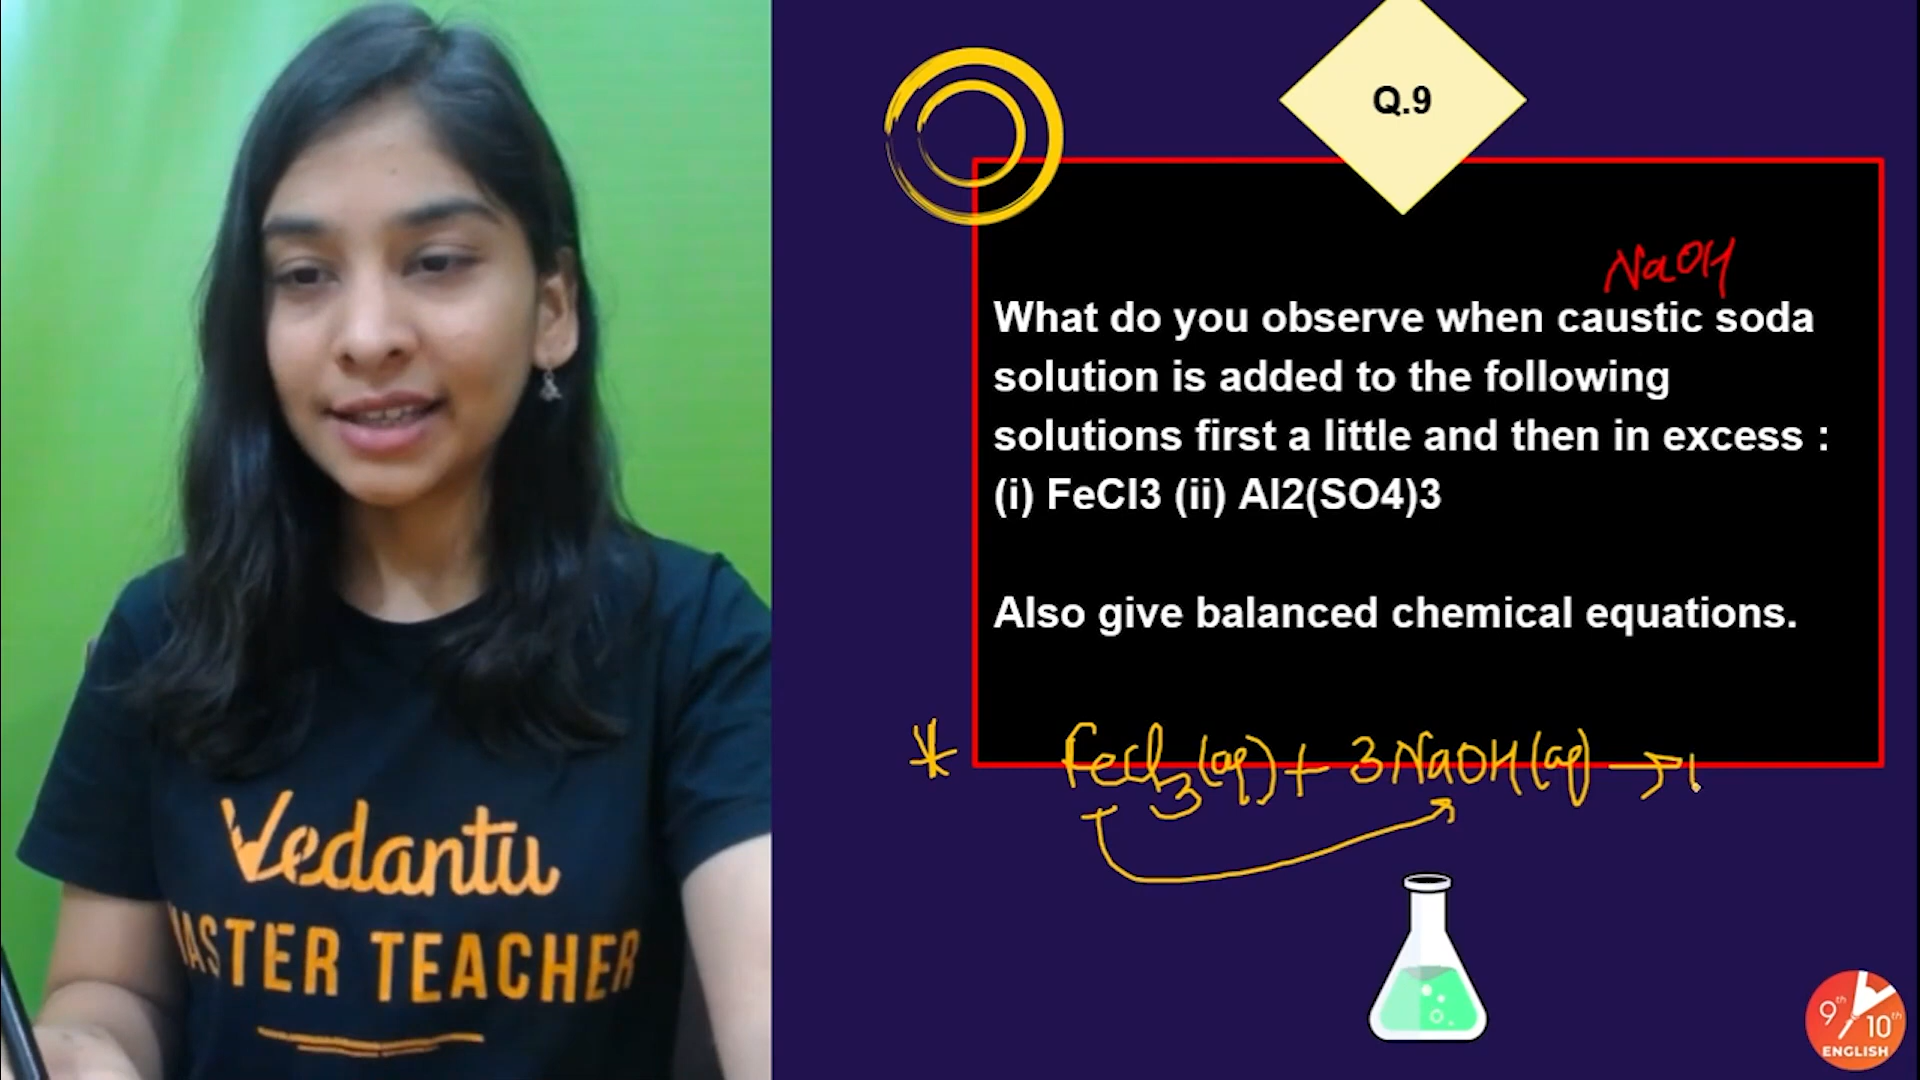 Q.9
NaOH
What do you observe when caustic soda
solution is added to the following
solutions first a little and then in excess :
(i) FeCl3 (ii) Al2(SO4)3
Also give balanced chemical equations.
* FeCl3(aq) + 3NaOH(aq) →
Vedantu
MASTER TEACHER
9th
10th
ENGLISH